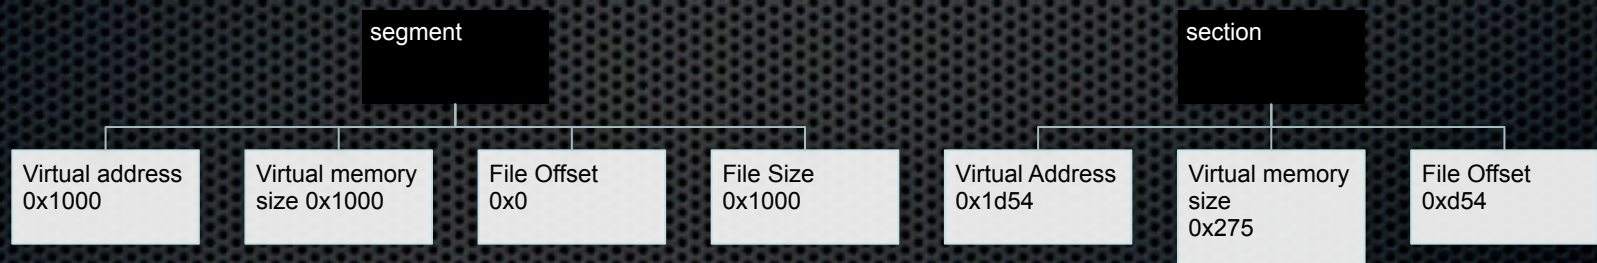 segment
section
Virtual address
0x1000
Virtual memory
size 0x1000
File Offset
0x0
File Size
0x1000
Virtual Address
0x1d54
Virtual memory
size
0x275
File Offset
0xd54